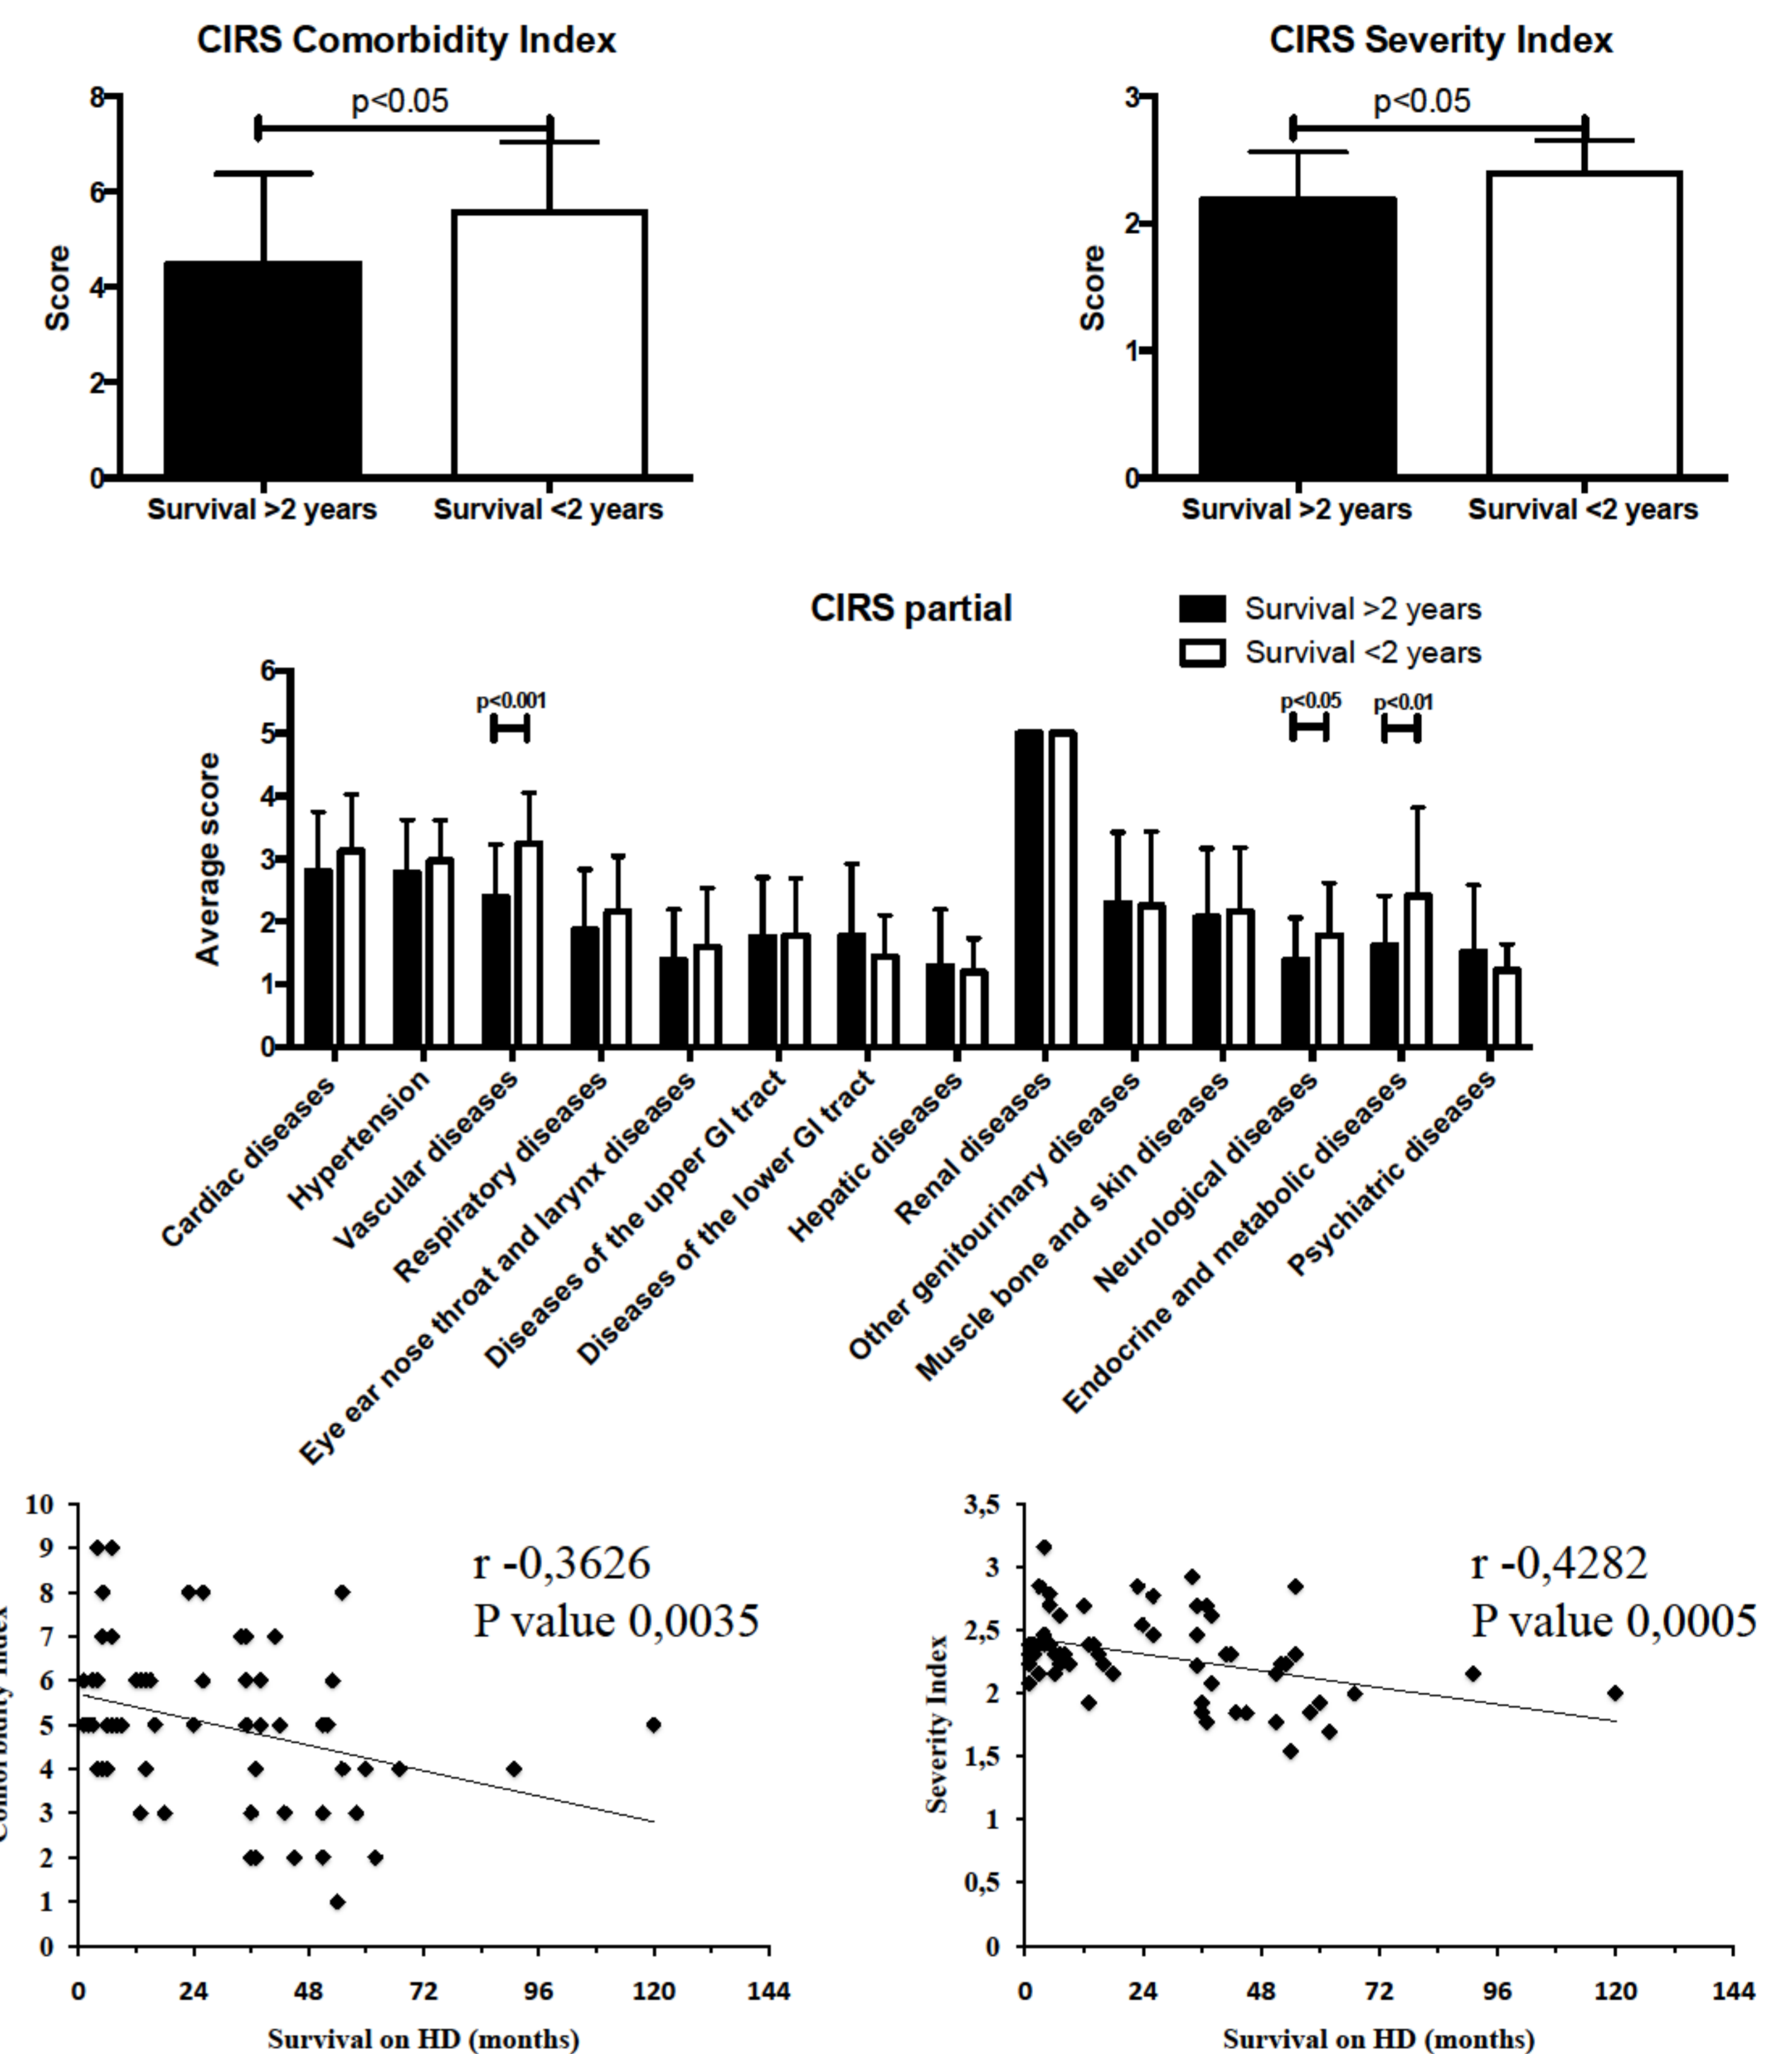 CIRS Comorbidity Index
8
6
4
2
0
Score
p<0.05
Survival >2 years
Survival <2 years
CIRS Severity Index
3
2
1
0
Score
p<0.05
Survival >2 years
Survival <2 years
CIRS partial
Survival >2 years
Survival <2 years
6
5
4
3
2
1
0
Average score
p<0.001
p<0.05
p<0.01
Cardiac diseases
Hypertension
Vascular diseases
Respiratory diseases
Eye ear nose throat and larynx diseases
Diseases of the upper GI tract
Diseases of the lower GI tract
Hepatic diseases
Renal diseases
Other genitourinary diseases
Muscle bone and skin diseases
Neurological diseases
Endocrine and metabolic diseases
Psychiatric diseases
10
9
8
7
6
5
4
3
2
1
0
Comorbidity Index
r -0,3626
P value 0,0035
0 24 48 72 96 120 144
Survival on HD (months)
3,5
3
2,5
2
1,5
1
0,5
0
Severity Index
r -0,4282
P value 0,0005
0 24 48 72 96 120 144
Survival on HD (months)